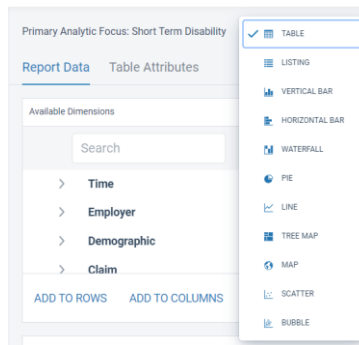 Primary Analytic Focus: Short Term Disability
Report Data Table Attributes
Available Dimensions
Search
Time
Employer
Demographic
Claim
ADD TO ROWS ADD TO COLUMNS
TABLE
LISTING
VERTICAL BAR
HORIZONTAL BAR
WATERFALL
PIE
LINE
TREE MAP
MAP
SCATTER
BUBBLE